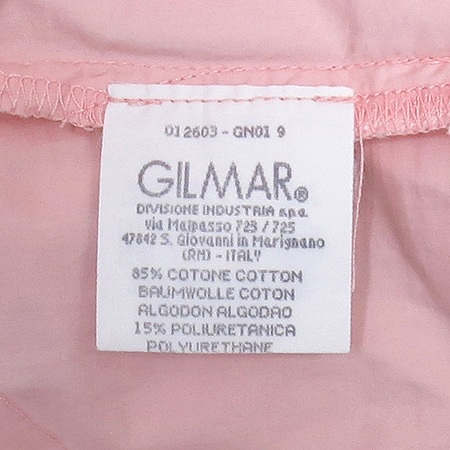 012603 - GN01 9
GILMAR®
DIVISIONE INDUSTRIA s.p.a.
via Malpasso 723 / 725
47842 S. Giovanni in Marignano
(RN) - ITALY
85% COTONE COTTON
BAUMWOLLE COTON
ALGODON ALGODAO
15% POLIURETANICA
POLYURETHANE